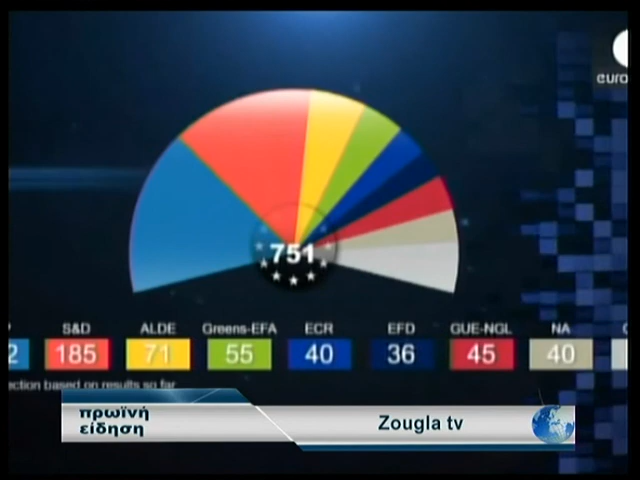 euro
751
S&D ALDE Greens-EFA ECR EFD GUE-NGL NA
2 185 71 55 40 36 45 40
ection based on results so far
πρωϊνή
είδηση
Zougla tv